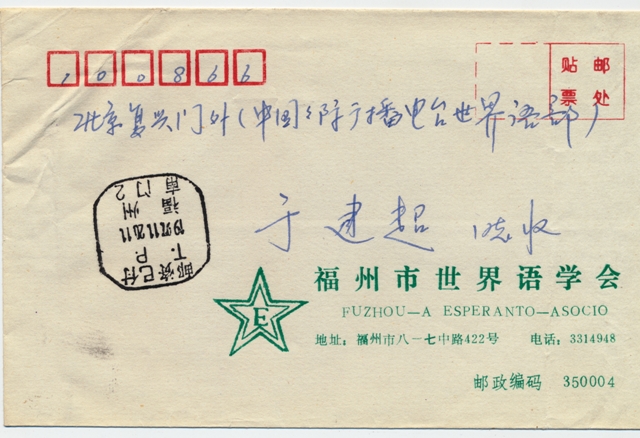 100866
贴邮
票处
北京复兴门外(中国国际广播电台世界语部)
于建超 收
邮资已付
T. P.
1997.11.20.11
福州
南门2
E
福州市世界语学会
FUZHOU—A ESPERANTO—ASOCIO
地址：福州市八一七中路422号 电话：3314948
邮政编码 350004